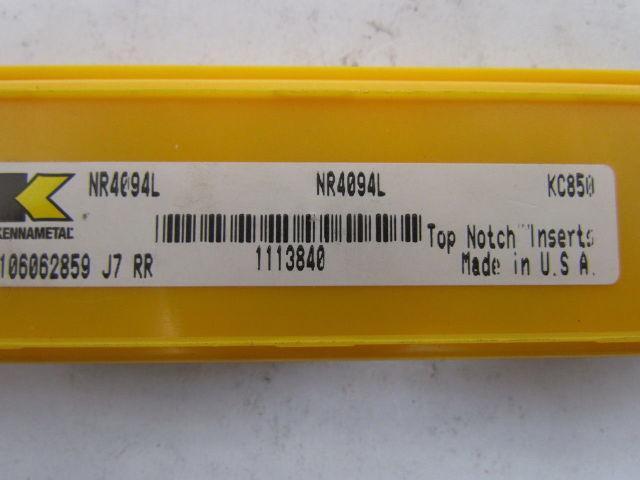 NR4094L NR4094L KC850
KENNAMETAL
1113840
Top Notch Inserts
106062859 J7 RR
Made in U.S A.